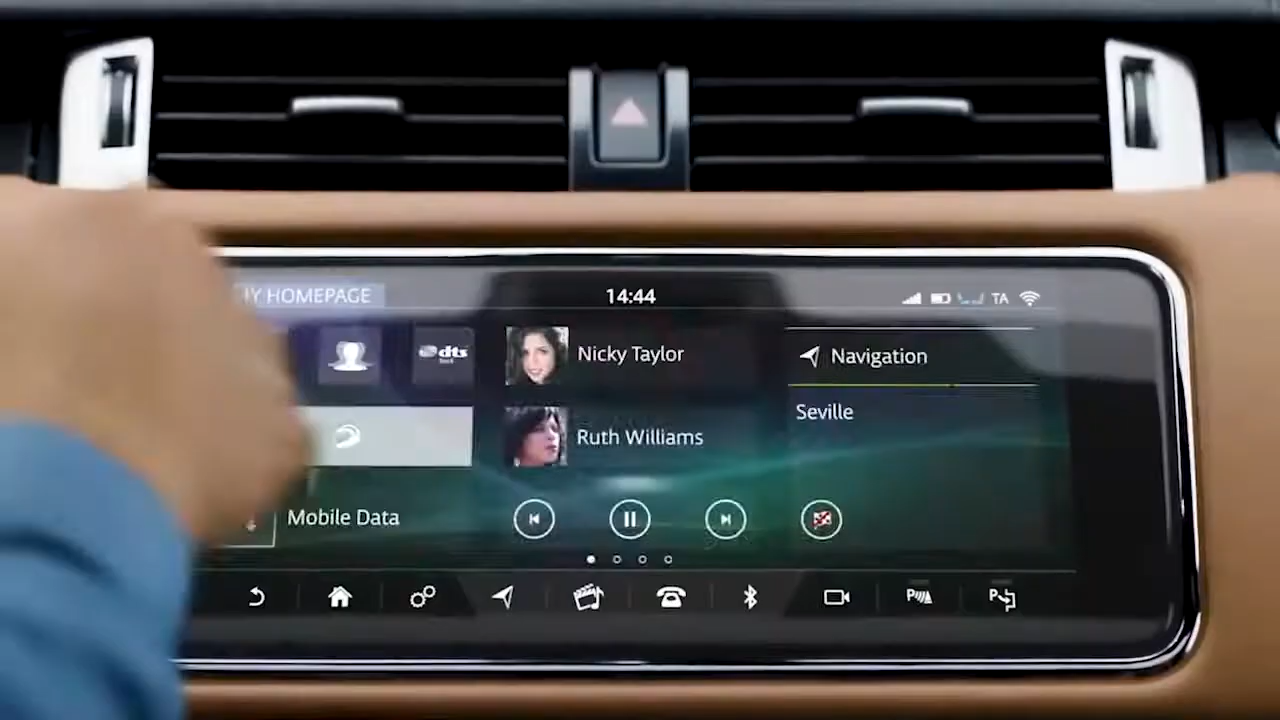 Y HOMEPAGE
14:44
TA
dts
Nicky Taylor
Navigation
Seville
Ruth Williams
Mobile Data
P
P